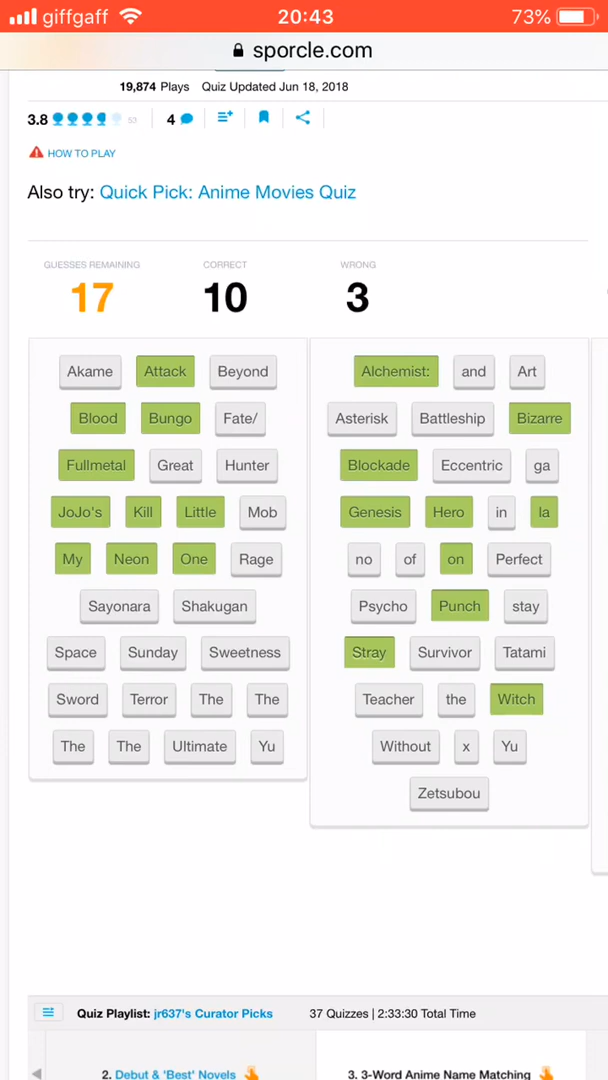 giffgaff 20:43 73%
sporcle.com
19,874 Plays Quiz Updated Jun 18, 2018
3.8 53 4
HOW TO PLAY
Also try: Quick Pick: Anime Movies Quiz
GUESSES REMAINING CORRECT WRONG
17 10 3
Akame Attack Beyond
Blood Bungo Fate/
Fullmetal Great Hunter
JoJo's Kill Little Mob
My Neon One Rage
Sayonara Shakugan
Space Sunday Sweetness
Sword Terror The The
The The Ultimate Yu
Alchemist: and Art
Asterisk Battleship Bizarre
Blockade Eccentric ga
Genesis Hero in la
no of on Perfect
Psycho Punch stay
Stray Survivor Tatami
Teacher the Witch
Without x Yu
Zetsubou
Quiz Playlist: jr637's Curator Picks 37 Quizzes | 2:33:30 Total Time
2. Debut & 'Best' Novels 3. 3-Word Anime Name Matching